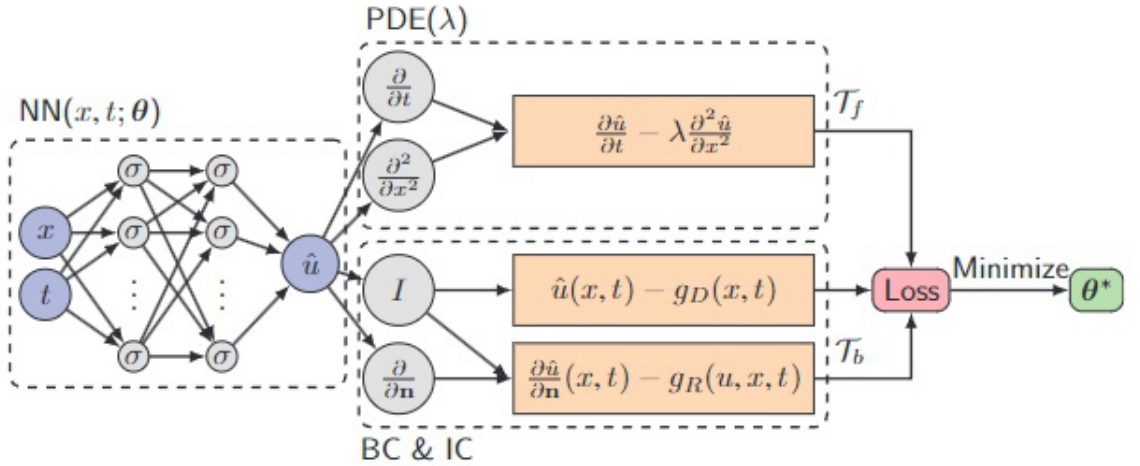 PDE(λ)
NN(x, t; θ)
∂/∂t
∂²/∂x²
∂û/∂t − λ ∂²û/∂x²
𝒯_f
σ σ
x
σ σ
t
⋮ ⋮
σ σ
û
I
û(x, t) − g_D(x, t)
Loss
Minimize
θ*
∂/∂n
∂û/∂n(x, t) − g_R(u, x, t)
𝒯_b
BC & IC